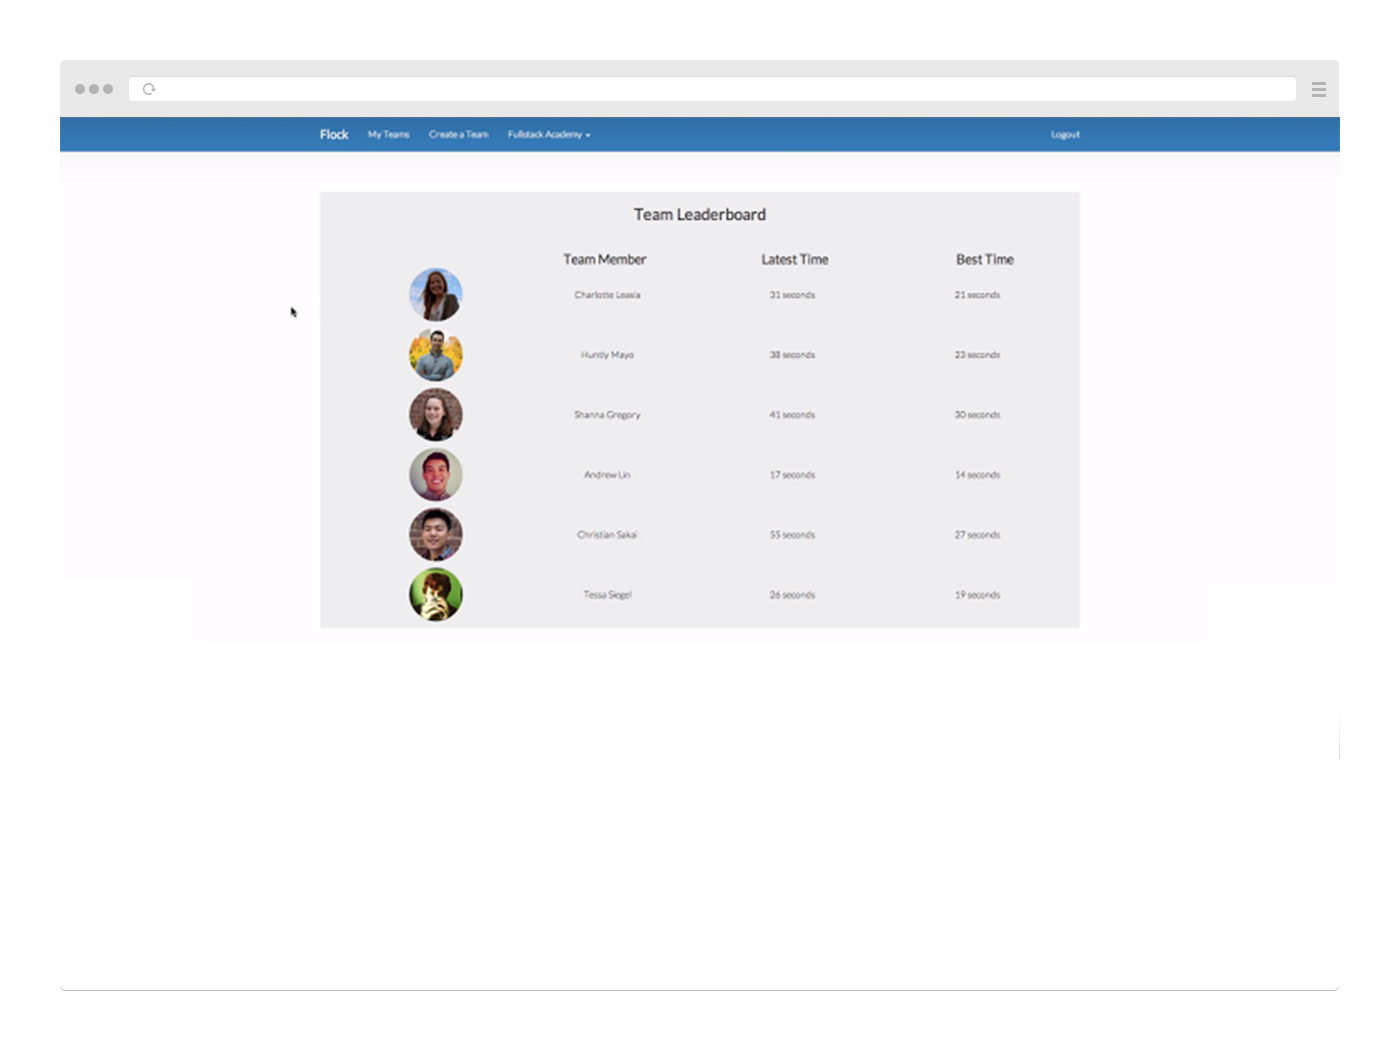 Flock My Teams Create a Team Fullstack Academy Logout
Team Leaderboard
Team Member Latest Time Best Time
Charlotte Leasia 31 seconds 21 seconds
Huntly Mayo 38 seconds 23 seconds
Shanna Gregory 41 seconds 30 seconds
Andrew Lin 17 seconds 14 seconds
Christian Sakai 55 seconds 27 seconds
Tessa Siegel 26 seconds 19 seconds